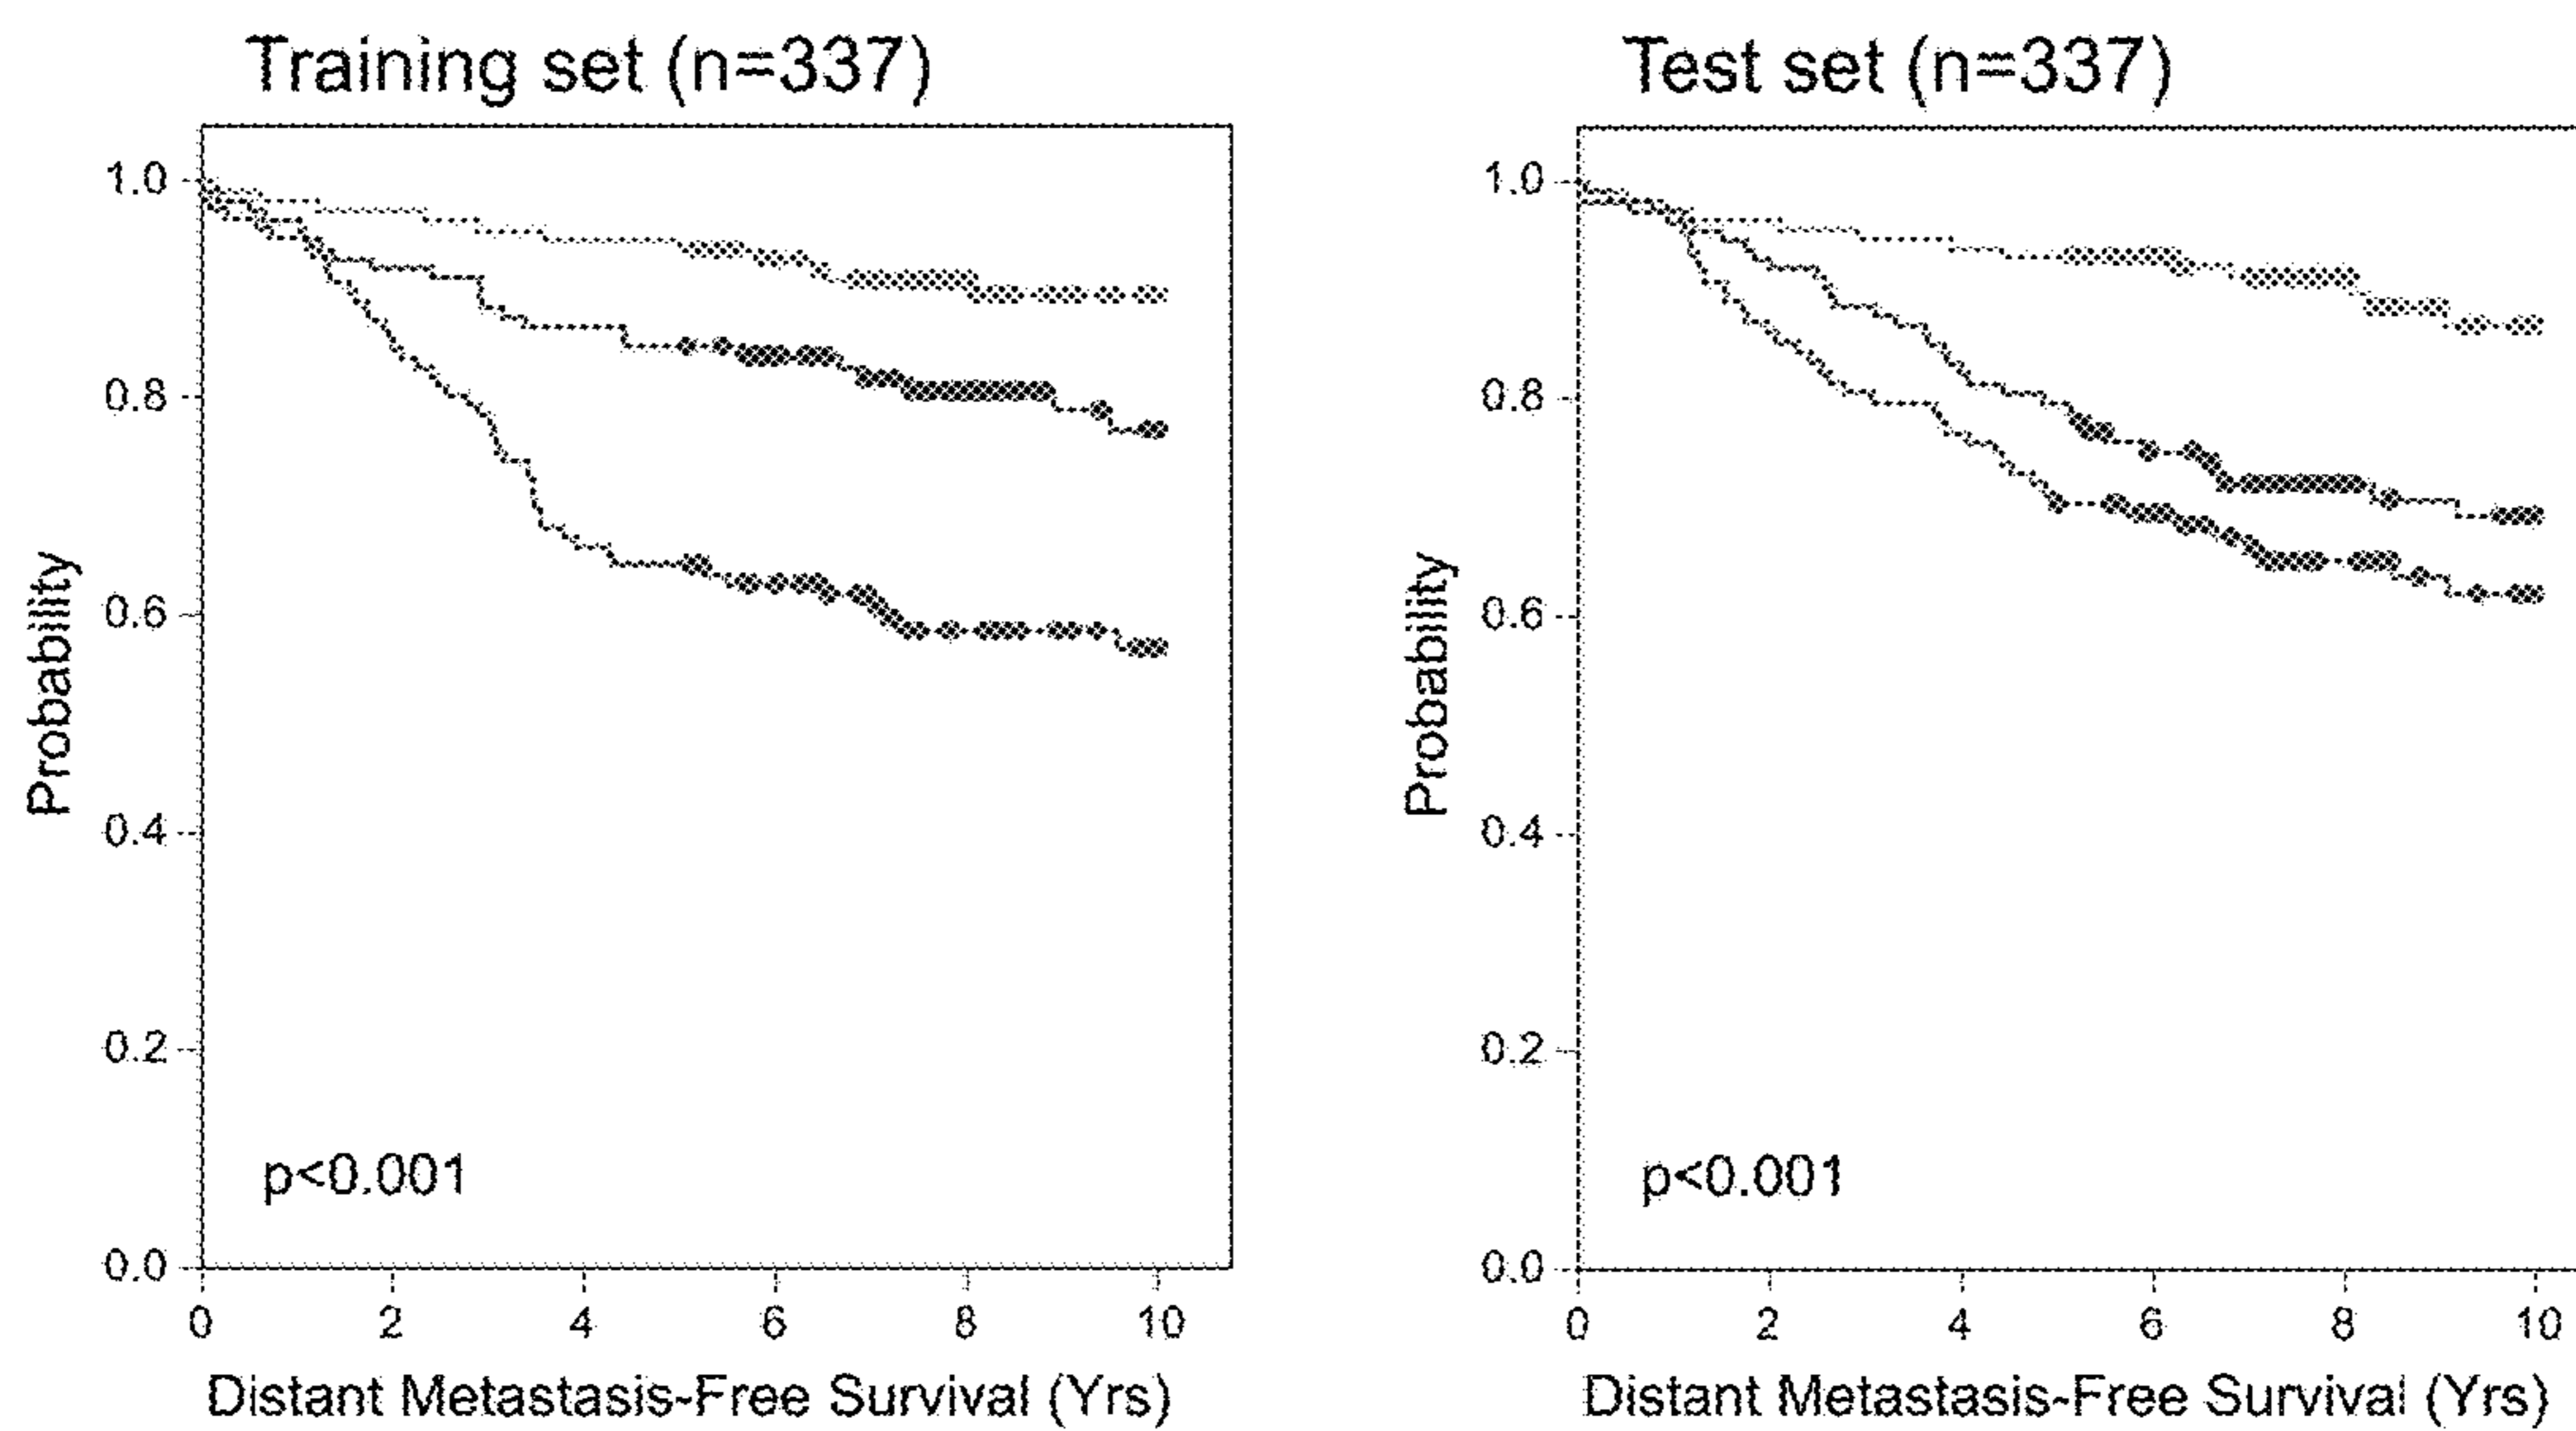 Training set (n=337)
1.0
0.8
0.6
0.4
0.2
0.0
Probability
p<0.001
0 2 4 6 8 10
Distant Metastasis-Free Survival (Yrs)
Test set (n=337)
1.0
0.8
0.6
0.4
0.2
0.0
Probability
p<0.001
0 2 4 6 8 10
Distant Metastasis-Free Survival (Yrs)